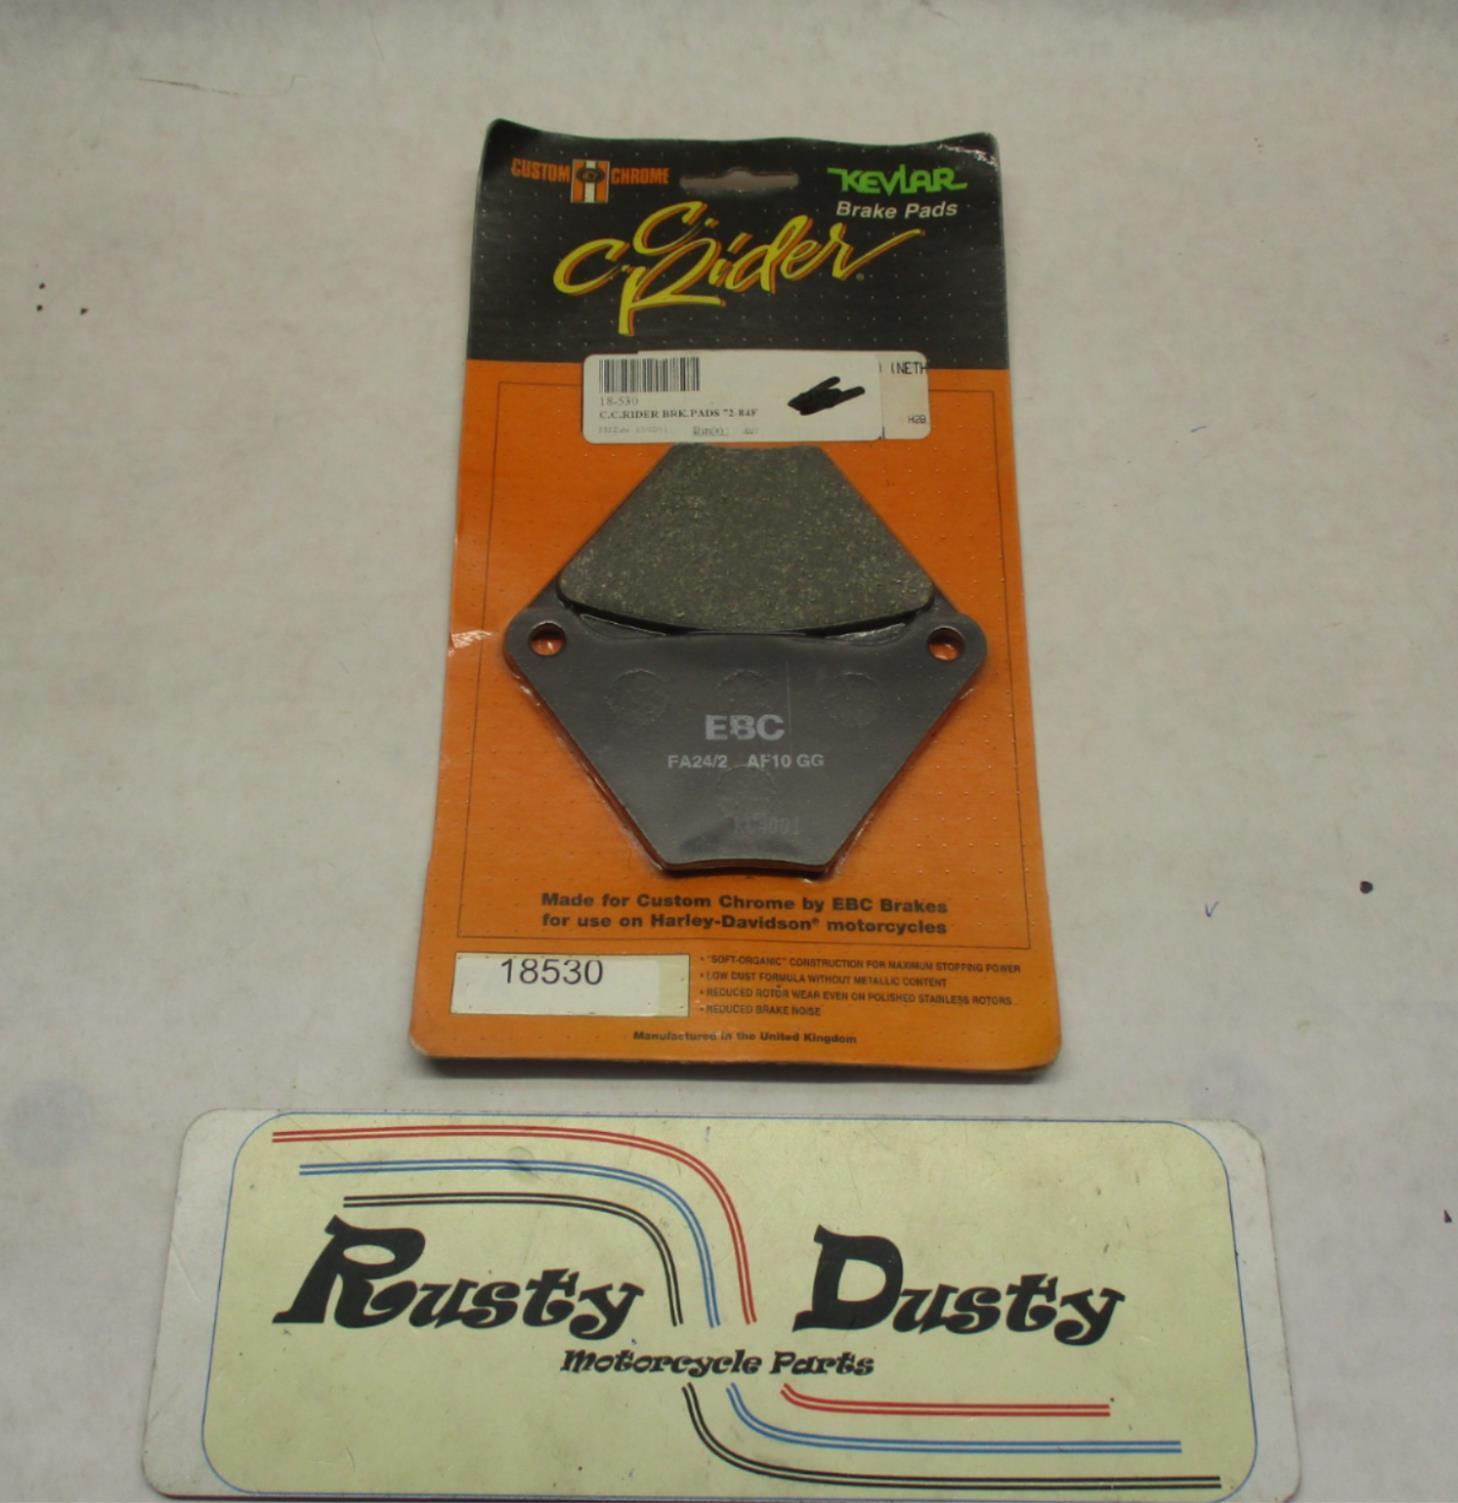 CUSTOM CHROME
KEVLAR
Brake Pads
CC Rider®
18-530
C.C.RIDER BRK.PADS 72-84F
(NETH
H2B
EBC
FA24/2 AF10 GG
Made for Custom Chrome by EBC Brakes
for use on Harley-Davidson® motorcycles
18530
• "SOFT-ORGANIC" CONSTRUCTION FOR MAXIMUM STOPPING POWER
• LOW DUST FORMULA WITHOUT METALLIC CONTENT
• REDUCED ROTOR WEAR EVEN ON POLISHED STAINLESS ROTORS
• REDUCED BRAKE NOISE
Manufactured in the United Kingdom
Rusty Dusty
Motorcycle Parts